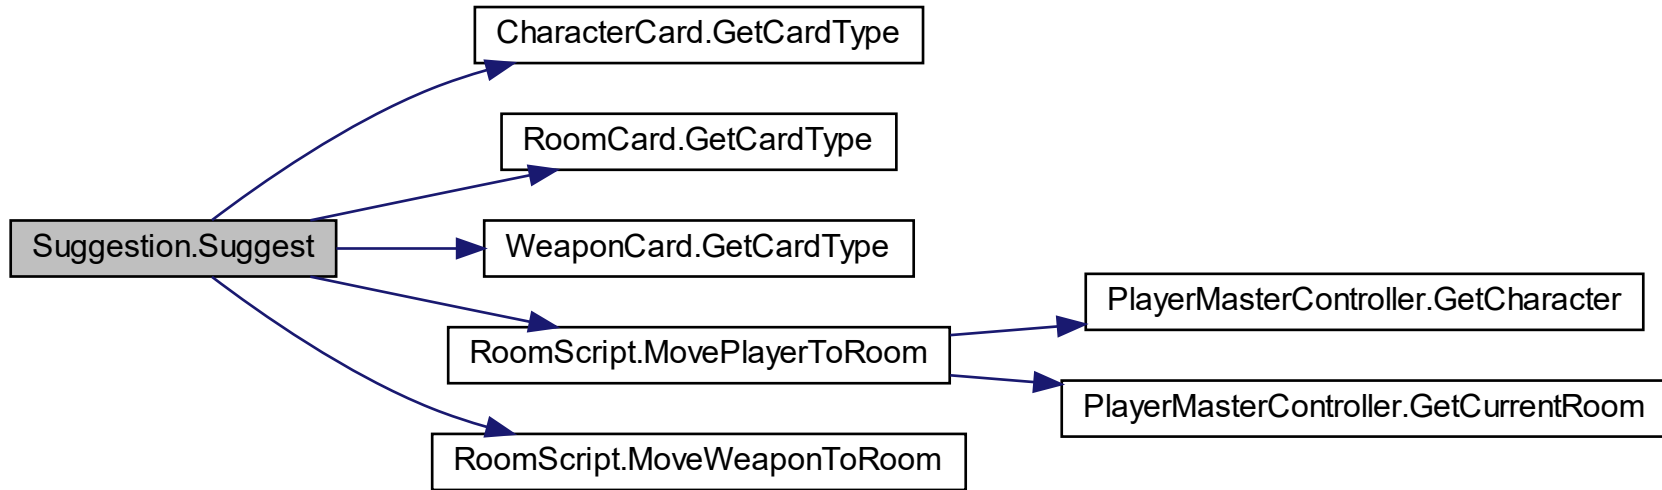 CharacterCard.GetCardType
RoomCard.GetCardType
Suggestion.Suggest
WeaponCard.GetCardType
PlayerMasterController.GetCharacter
RoomScript.MovePlayerToRoom
PlayerMasterController.GetCurrentRoom
RoomScript.MoveWeaponToRoom